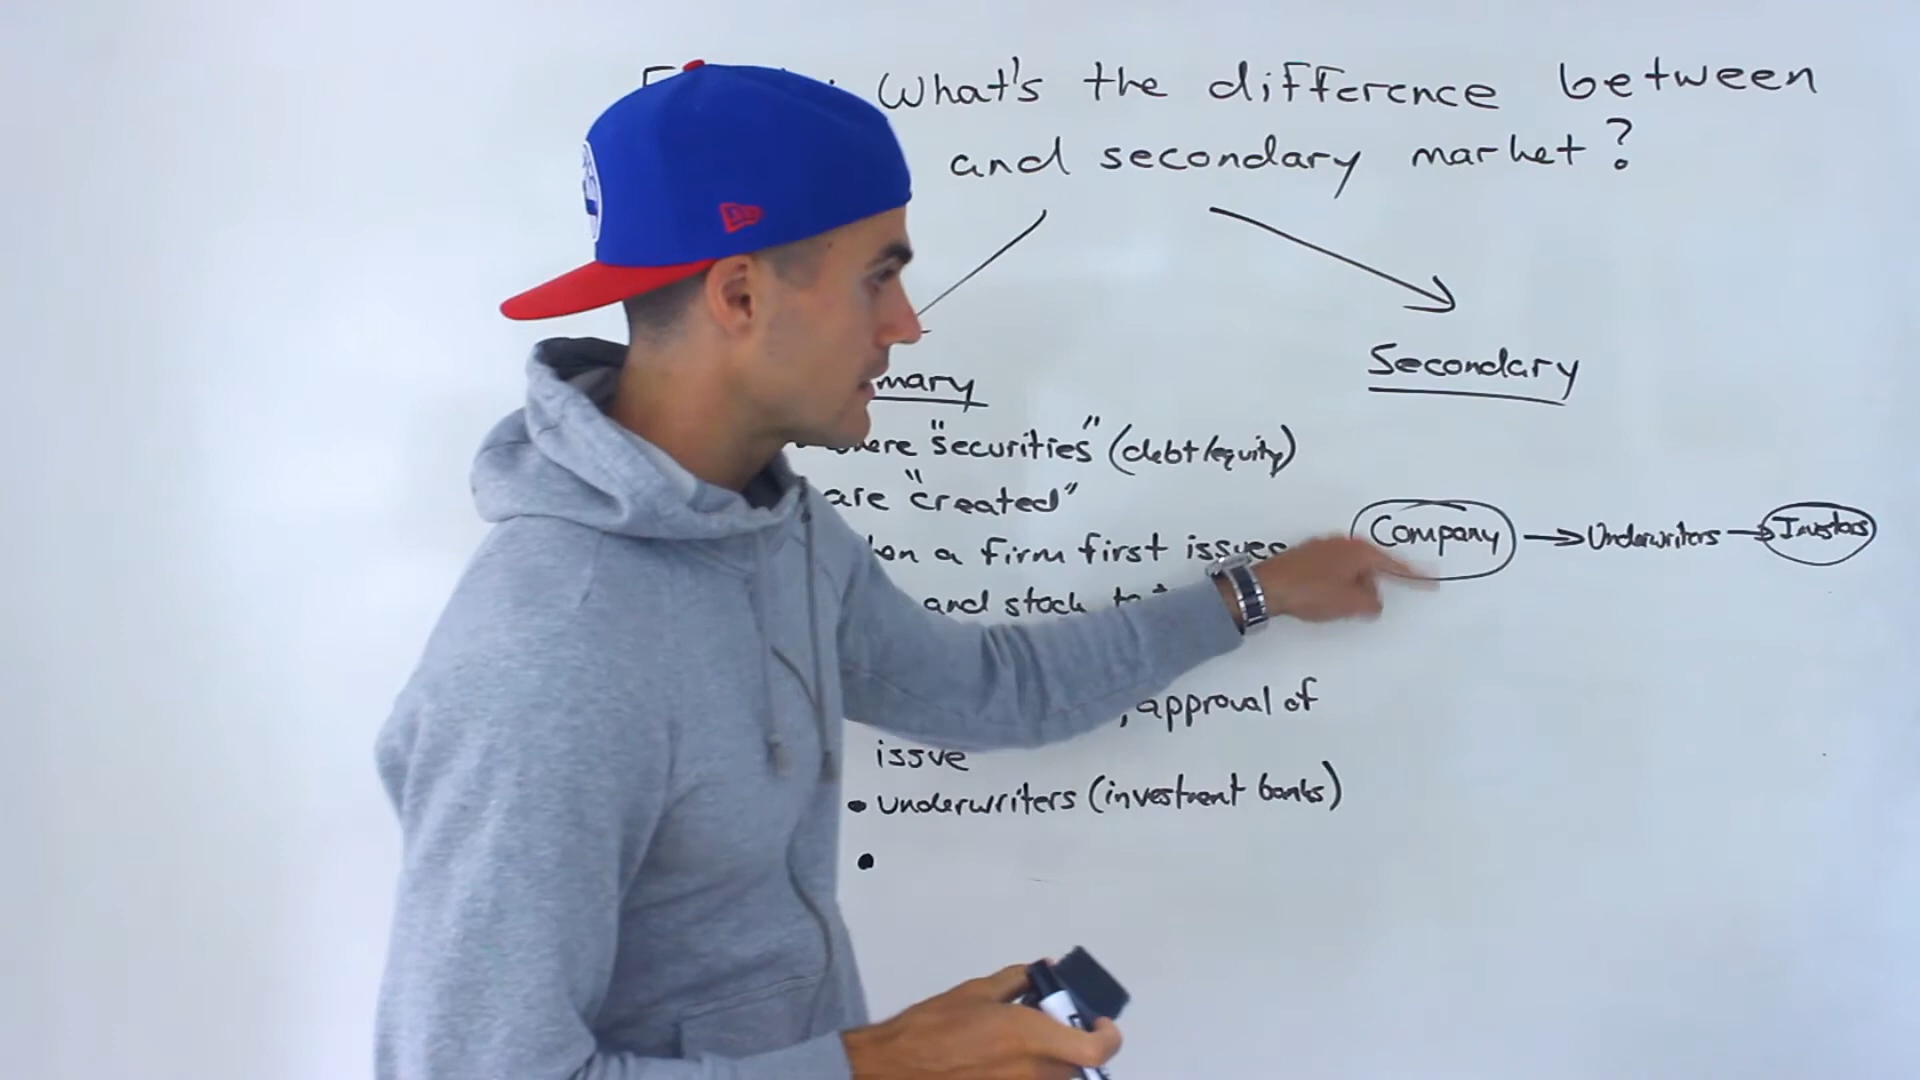 What's the difference between
and secondary market?
mary
Secondary
"securities" (debt/equity)
are "created"
on a firm first issues
and stock to
, approval of
issue
• Underwriters (investment banks)
•
Company → Underwriters → Investors